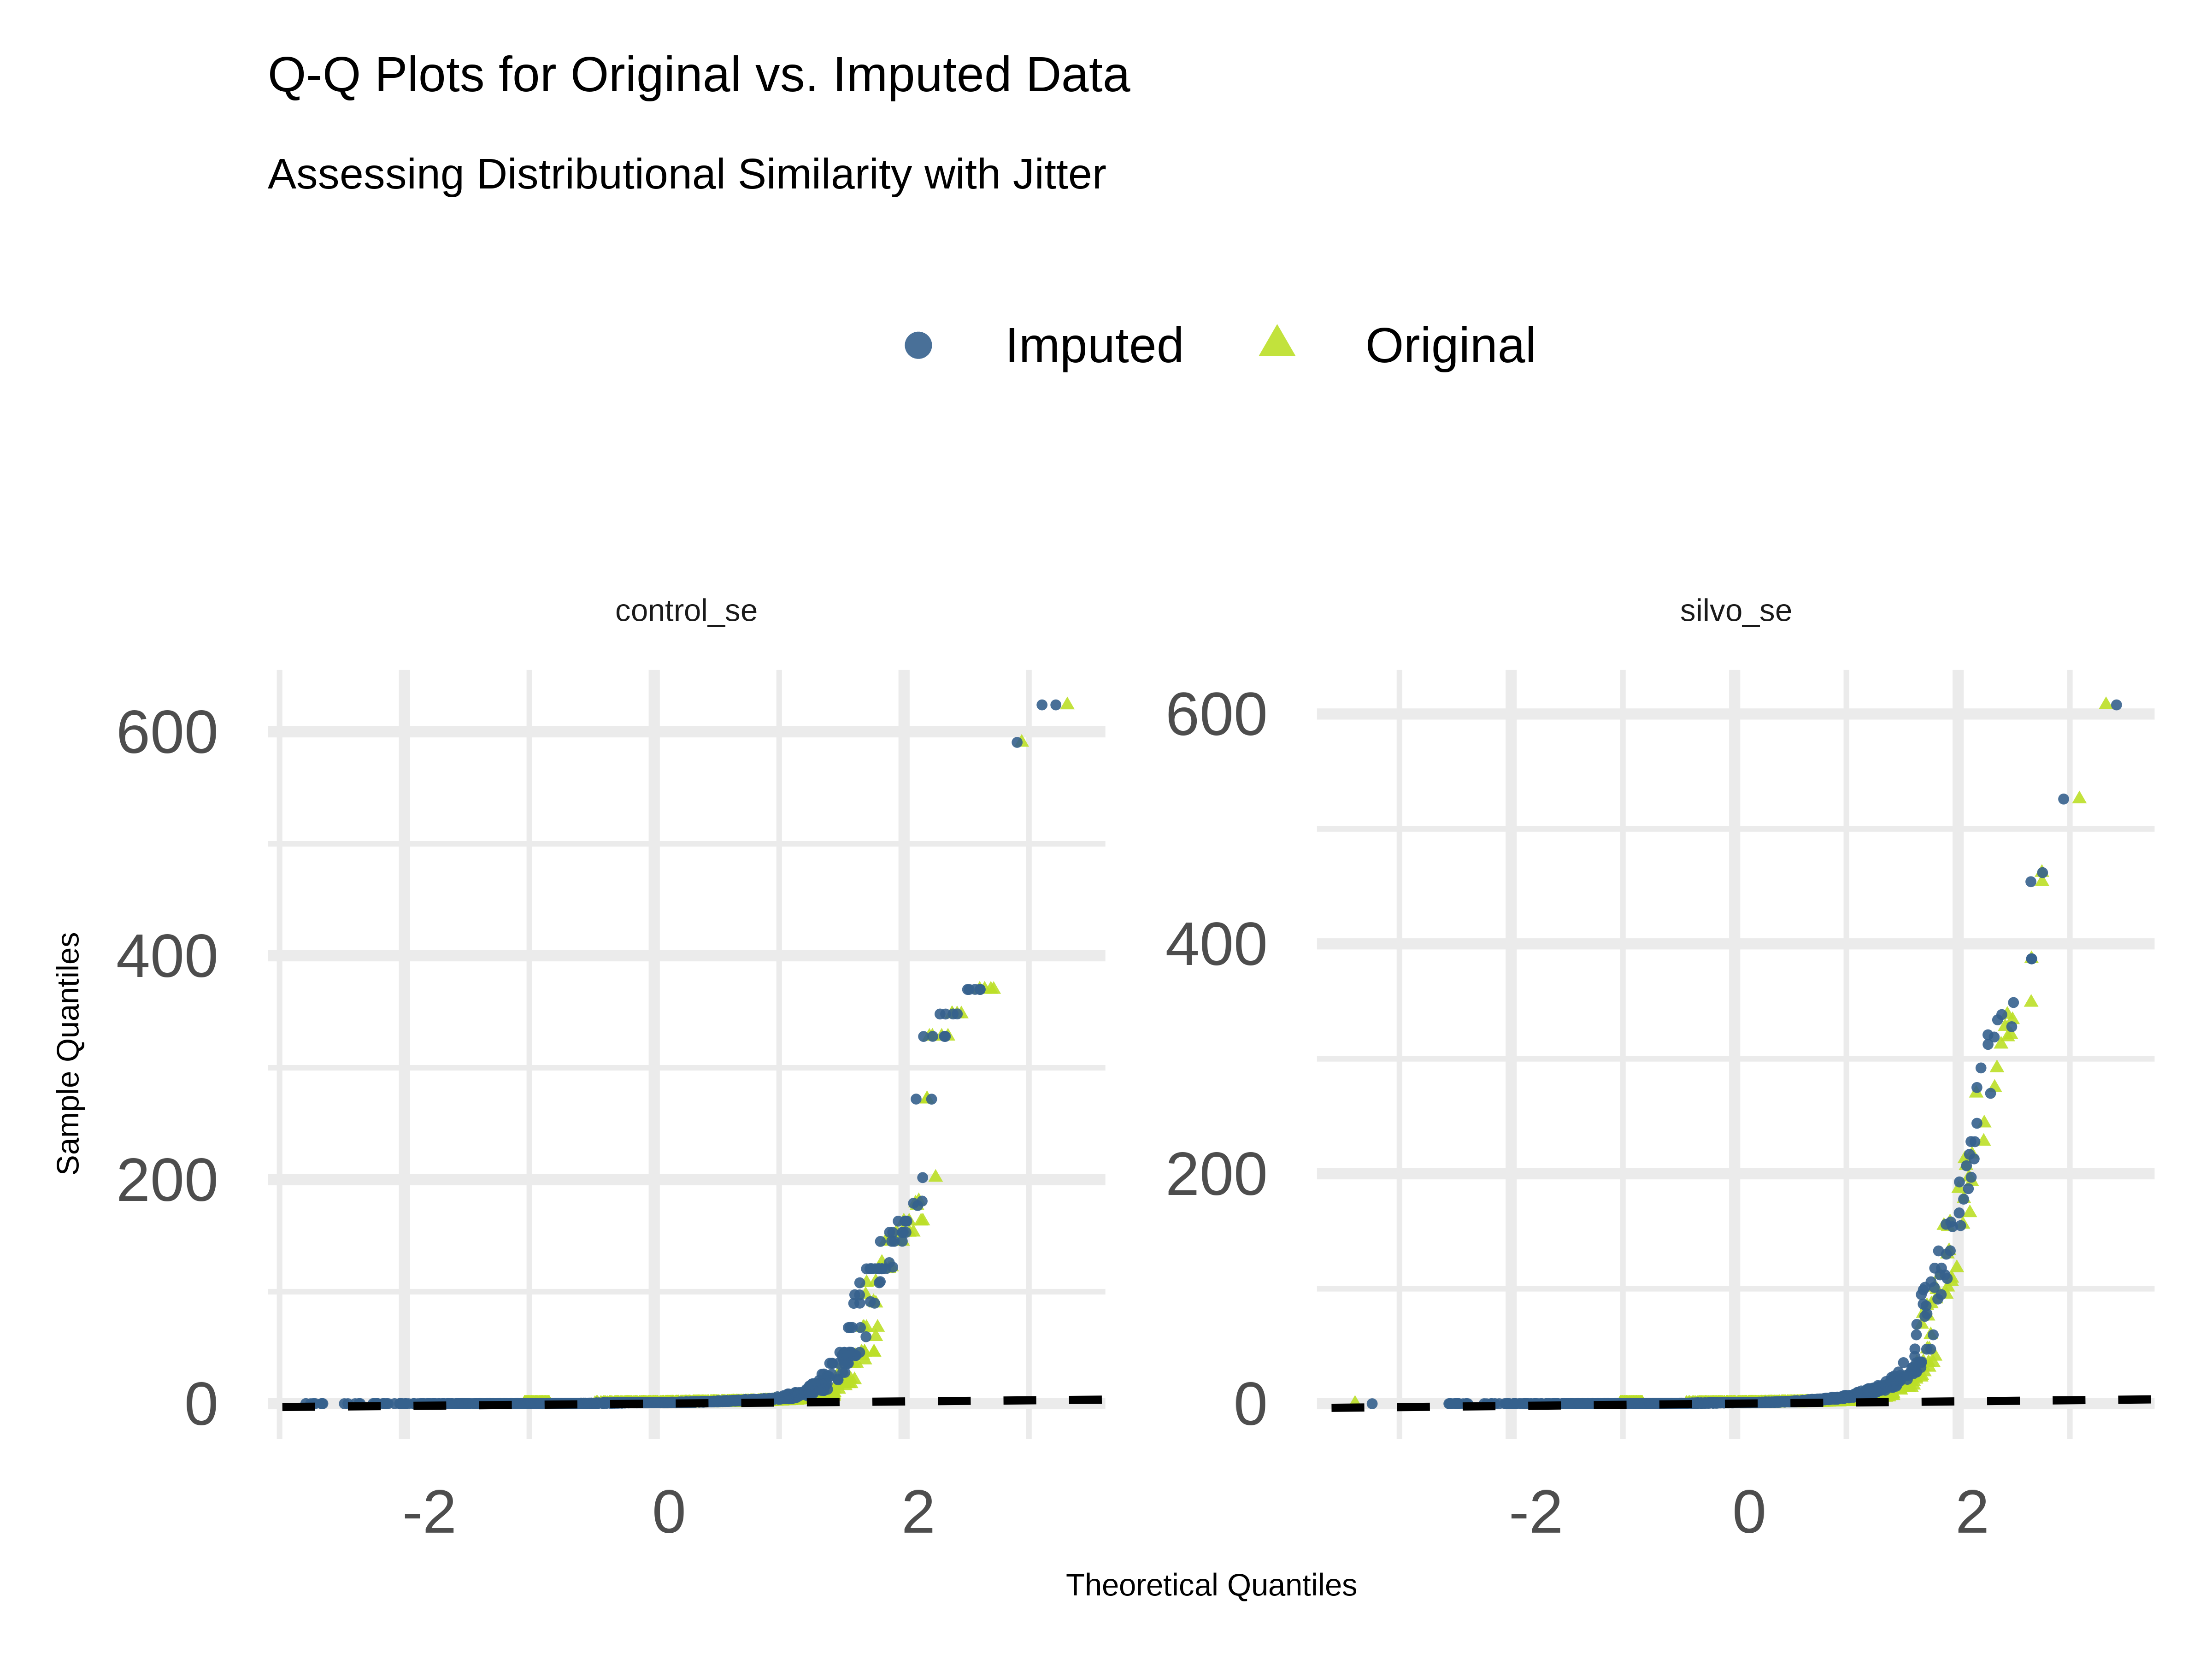 Q-Q Plots for Original vs. Imputed Data
Assessing Distributional Similarity with Jitter
Imputed
Original
control_se
silvo_se
600
400
200
0
600
400
200
0
Sample Quantiles
-2
0
2
-2
0
2
Theoretical Quantiles